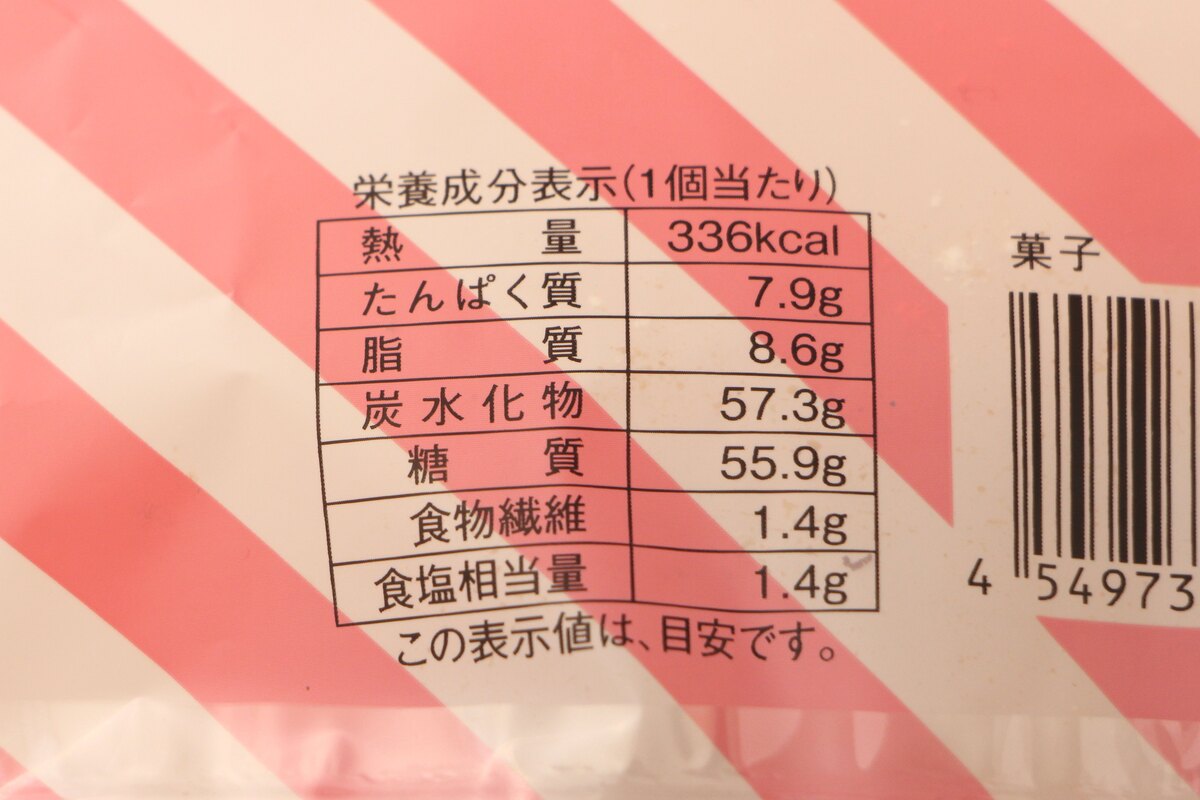 栄養成分表示(1個当たり)
熱量 336kcal
たんぱく質 7.9g
脂質 8.6g
炭水化物 57.3g
糖質 55.9g
食物繊維 1.4g
食塩相当量 1.4g
この表示値は、目安です。
菓子
4 54973